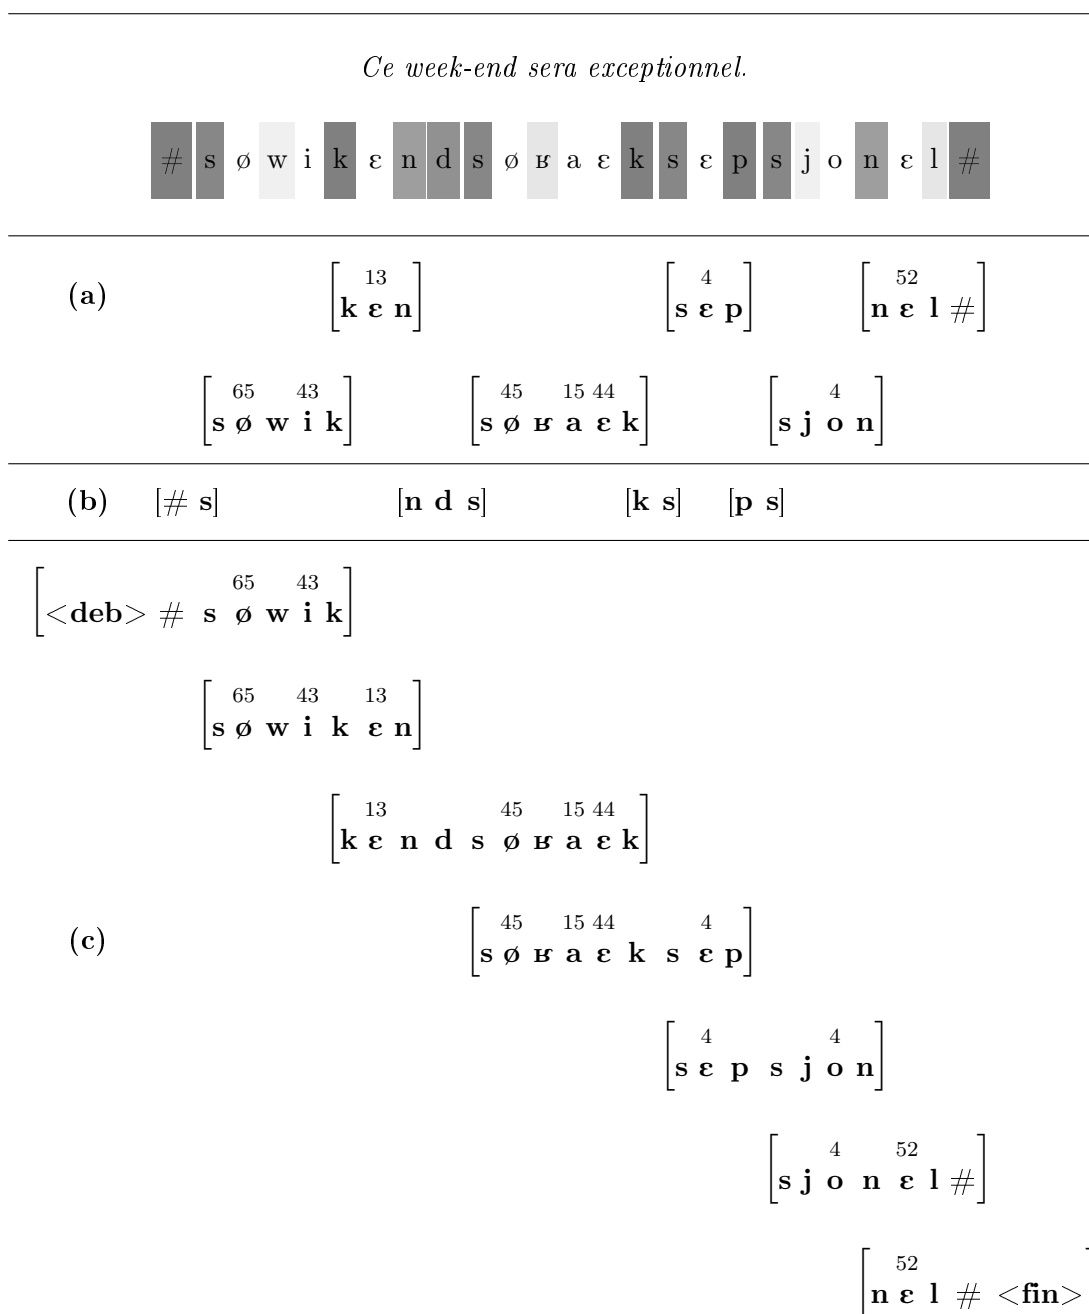 Ce week-end sera exceptionnel.
# s ø w i k ɛ n d s ø ʁ a ɛ k s ɛ p s j o n ɛ l #
13 4 52
(a) [k ɛ n] [s ɛ p] [n ɛ l #]
65 43 45 15 44 4
[s ø w i k] [s ø ʁ a ɛ k] [s j o n]
(b) [# s] [n d s] [k s] [p s]
65 43
[<deb> # s ø w i k]
65 43 13
[s ø w i k ɛ n]
13 45 15 44
[k ɛ n d s ø ʁ a ɛ k]
45 15 44 4
(c) [s ø ʁ a ɛ k s ɛ p]
4 4
[s ɛ p s j o n]
4 52
[s j o n ɛ l #]
52
[n ɛ l # <fin>]